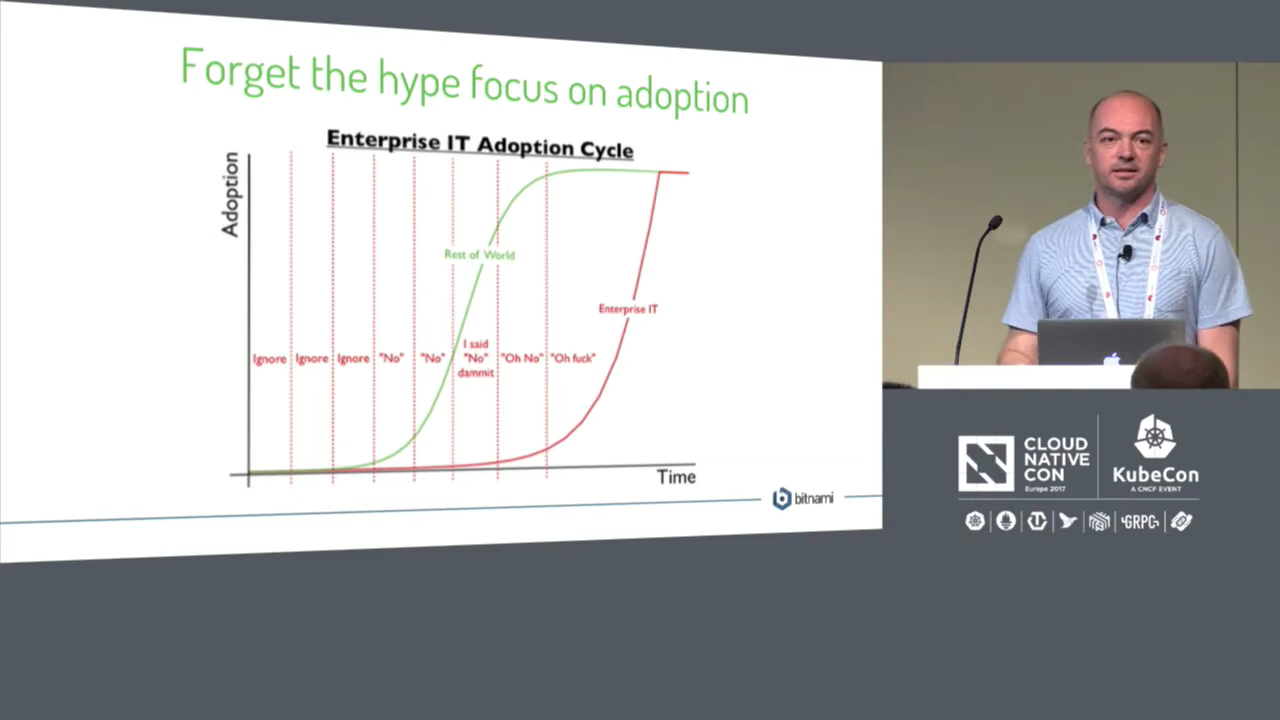 Forget the hype focus on adoption
Enterprise IT Adoption Cycle
Adoption
Rest of World
Enterprise IT
Ignore
Ignore
Ignore
"No"
"No"
I said
"No"
dammit
"Oh No"
"Oh fuck"
Time
bitnami
CLOUD
NATIVE
CON
Europe 2017
KubeCon
A CNCF EVENT
GRPC